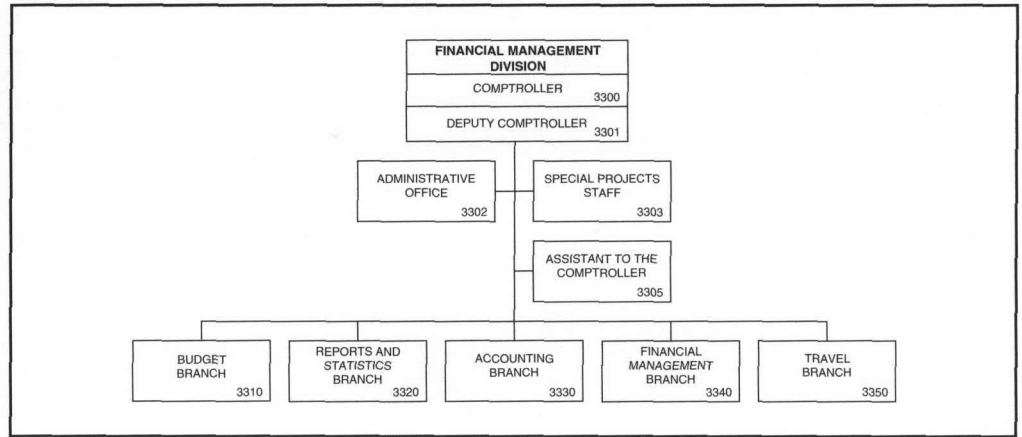 FINANCIAL MANAGEMENT
DIVISION
COMPTROLLER
3300
DEPUTY COMPTROLLER
3301
ADMINISTRATIVE
OFFICE
3302
SPECIAL PROJECTS
STAFF
3303
ASSISTANT TO THE
COMPTROLLER
3305
BUDGET
BRANCH
3310
REPORTS AND
STATISTICS
BRANCH
3320
ACCOUNTING
BRANCH
3330
FINANCIAL
MANAGEMENT
BRANCH
3340
TRAVEL
BRANCH
3350